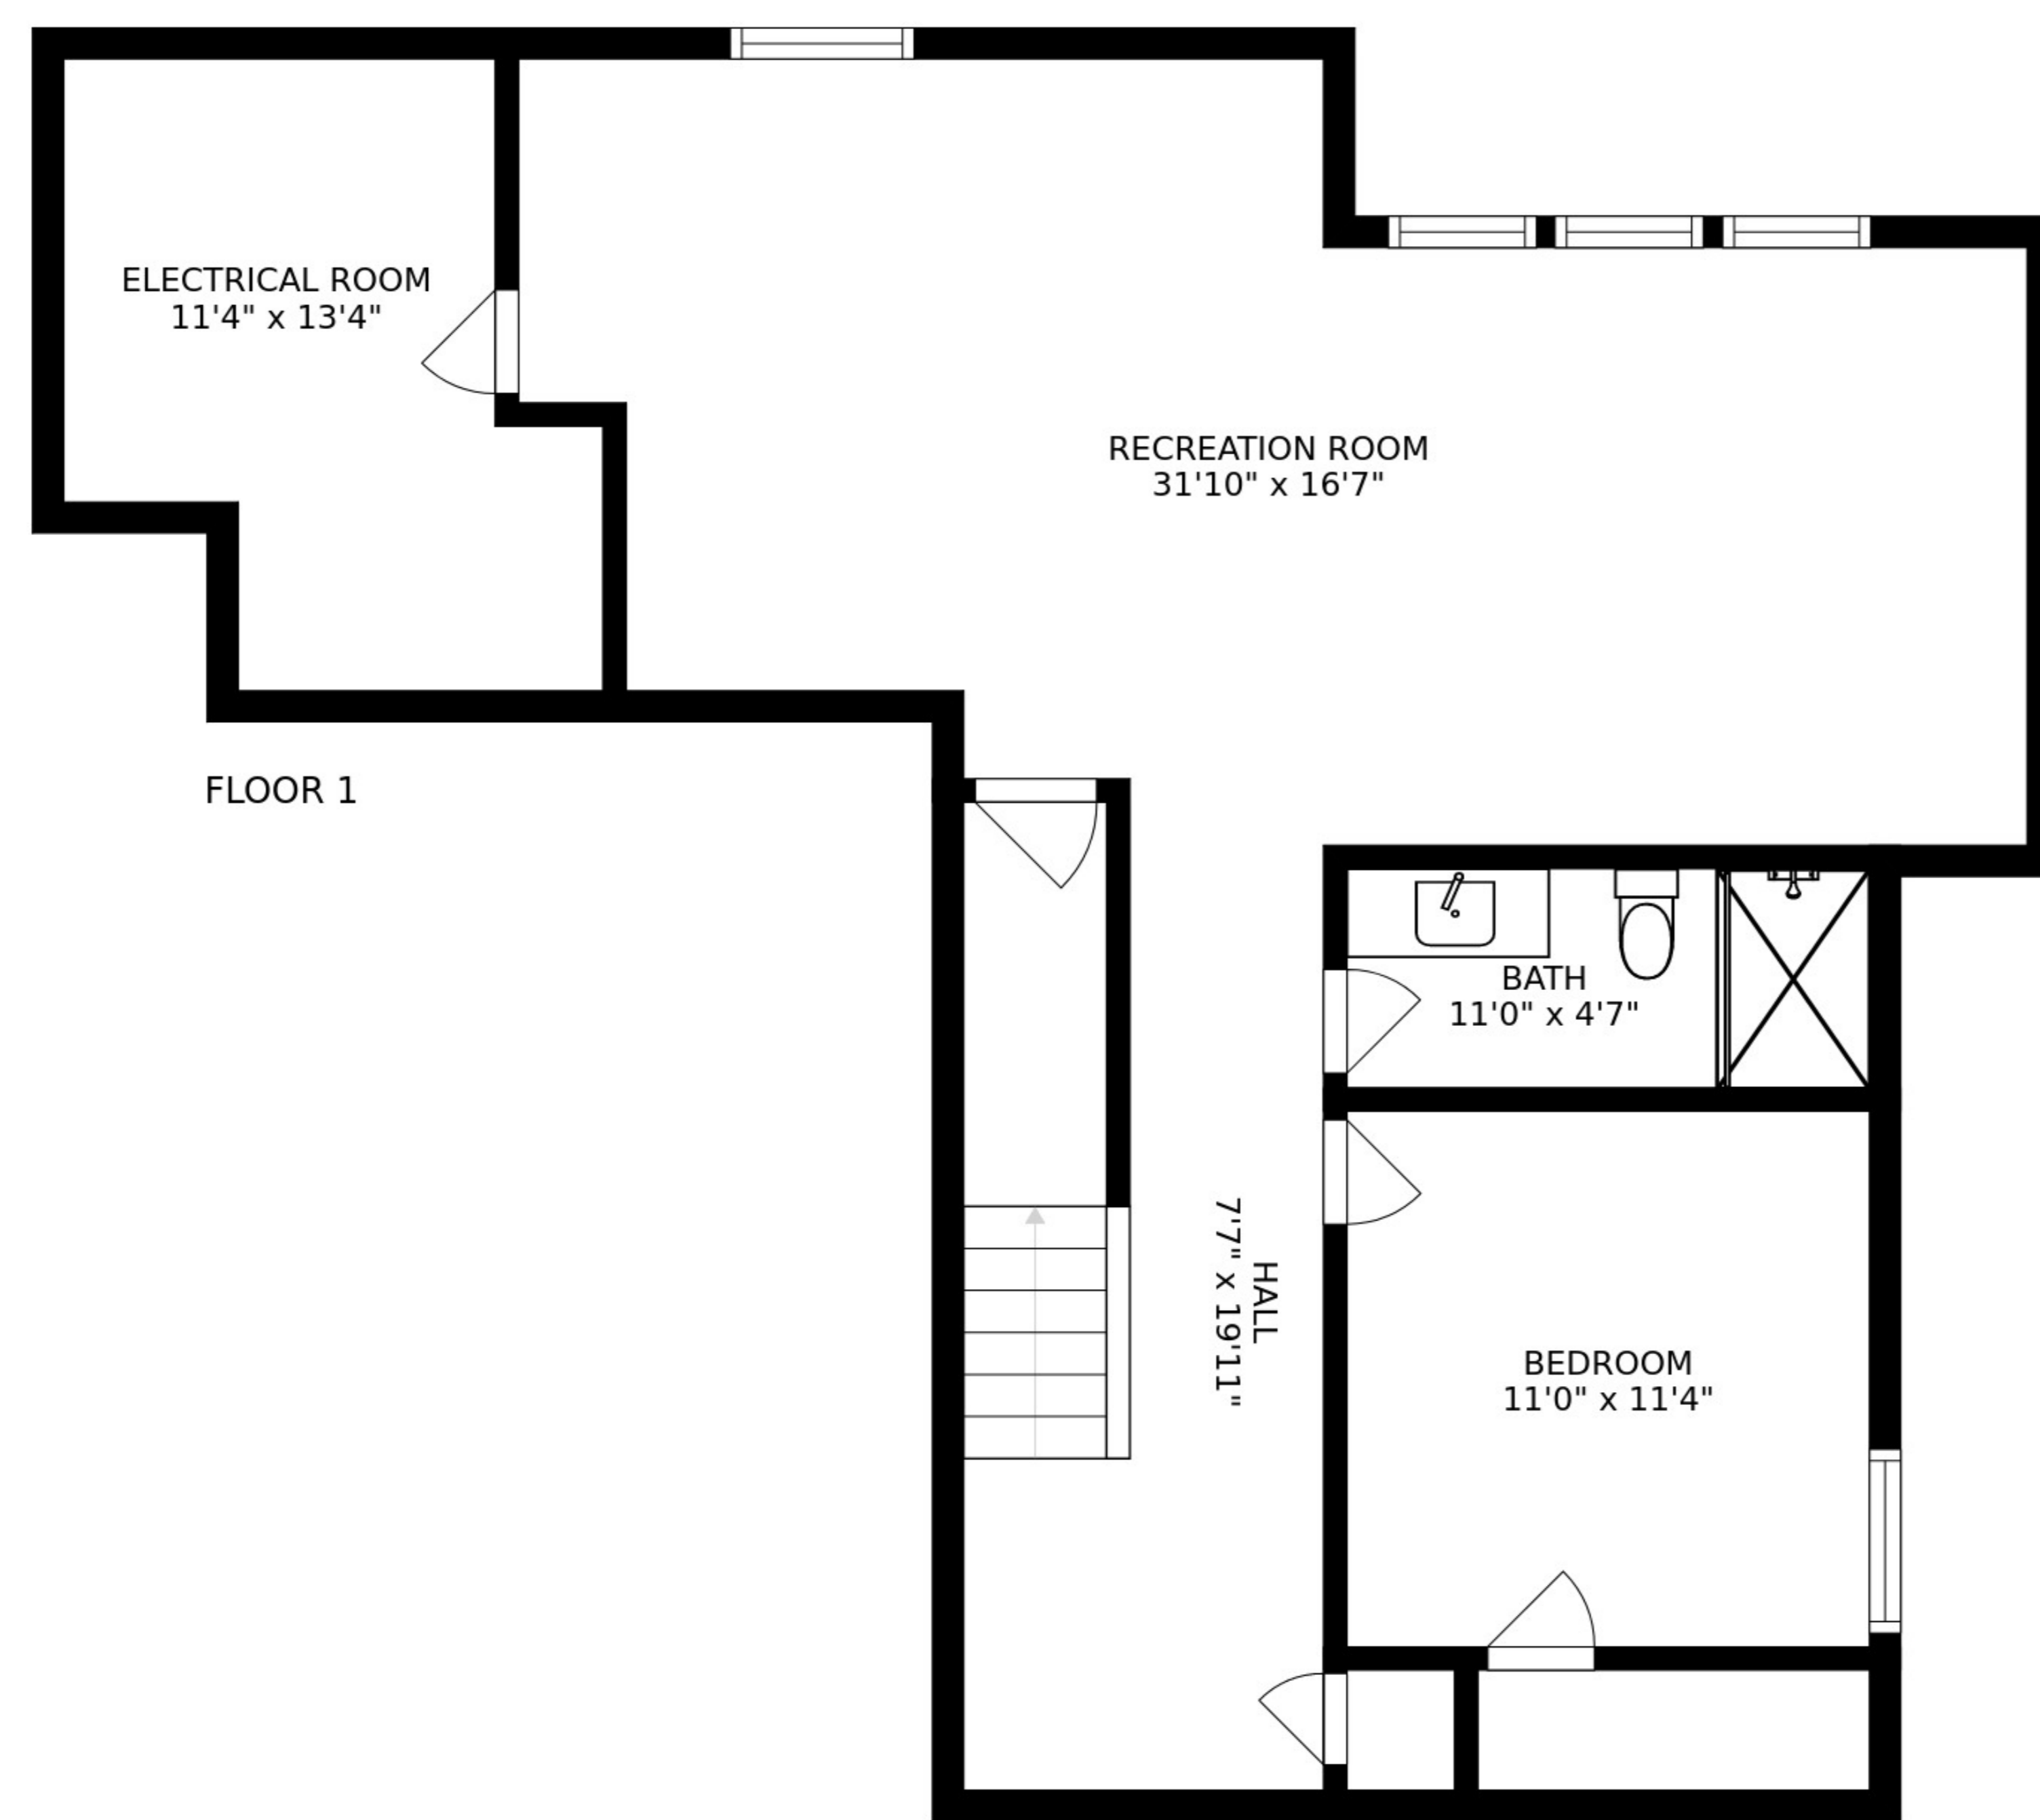 ELECTRICAL ROOM
11'4" x 13'4"
RECREATION ROOM
31'10" x 16'7"
FLOOR 1
BATH
11'0" x 4'7"
HALL
7'7" x 19'11"
BEDROOM
11'0" x 11'4"